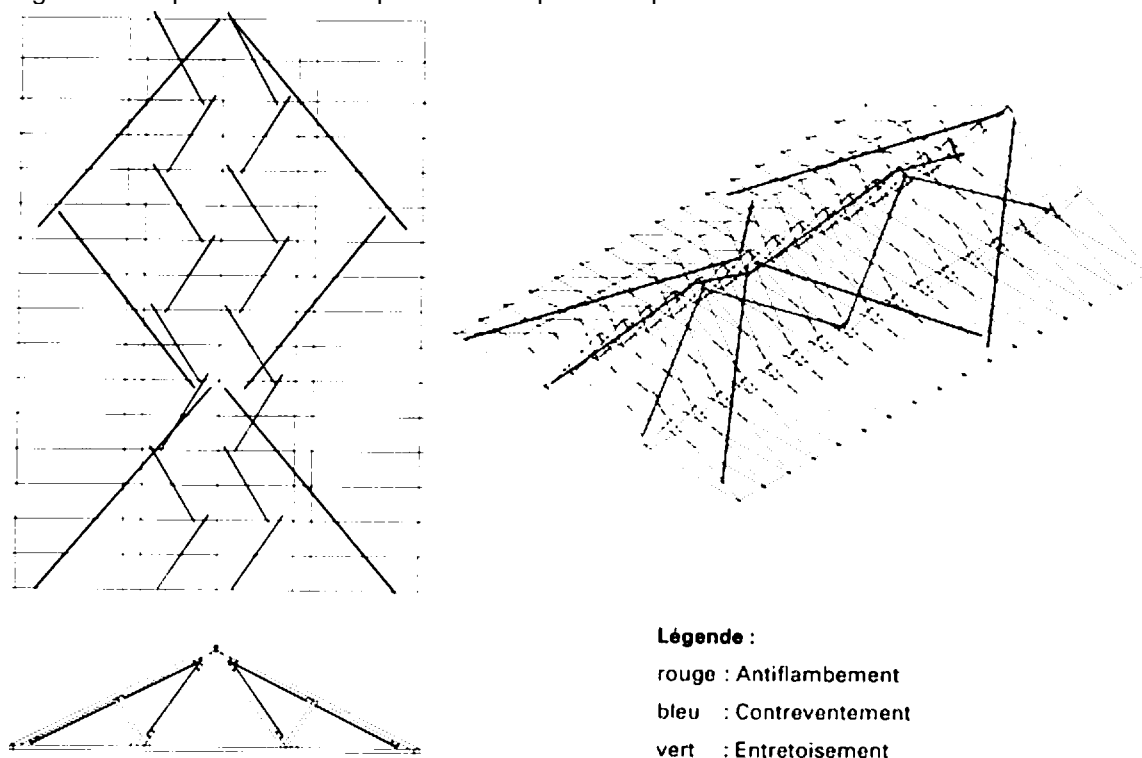 Légende :
rouge : Antiflambement
bleu : Contreventement
vert : Entretoisement